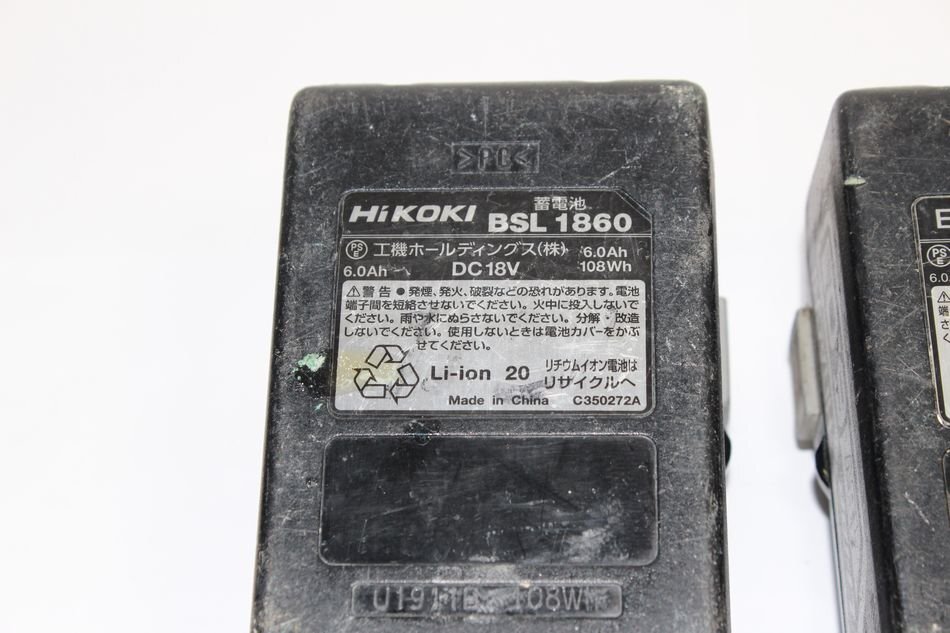 >PC<
HiKOKI 蓄電池 BSL 1860
PSE 工機ホールディングス(株) 6.0Ah
6.0Ah DC18V 108Wh
⚠警告 ●発煙、発火、破裂などの恐れがあります。電池
端子間を短絡させないでください。火中に投入しないで
ください。雨や水にぬらさないでください。分解・改造
しないでください。使用しないときは電池カバーをかぶ
せてください。
Li-ion 20 リチウムイオン電池は
リサイクルへ
Made in China C350272A
108W